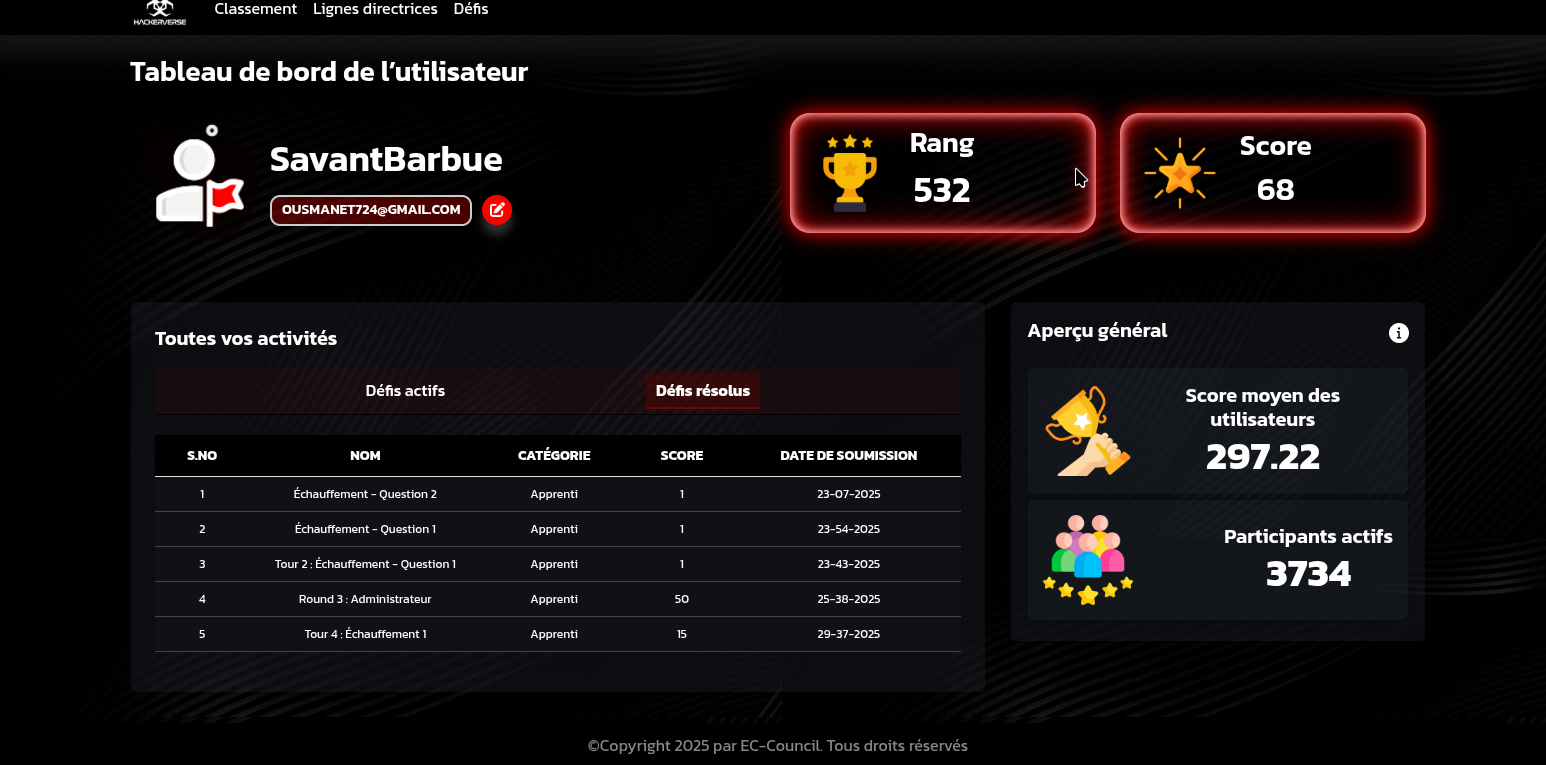 HACKERVERSE
Classement Lignes directrices Défis
Tableau de bord de l’utilisateur
SavantBarbue
OUSMANET724@GMAIL.COM
Rang
532
Score
68
Toutes vos activités
Défis actifs Défis résolus
S.NO NOM CATÉGORIE SCORE DATE DE SOUMISSION
1 Échauffement - Question 2 Apprenti 1 23-07-2025
2 Échauffement - Question 1 Apprenti 1 23-54-2025
3 Tour 2 : Échauffement - Question 1 Apprenti 1 23-43-2025
4 Round 3 : Administrateur Apprenti 50 25-38-2025
5 Tour 4 : Échauffement 1 Apprenti 15 29-37-2025
Aperçu général
Score moyen des
utilisateurs
297.22
Participants actifs
3734
©Copyright 2025 par EC-Council. Tous droits réservés